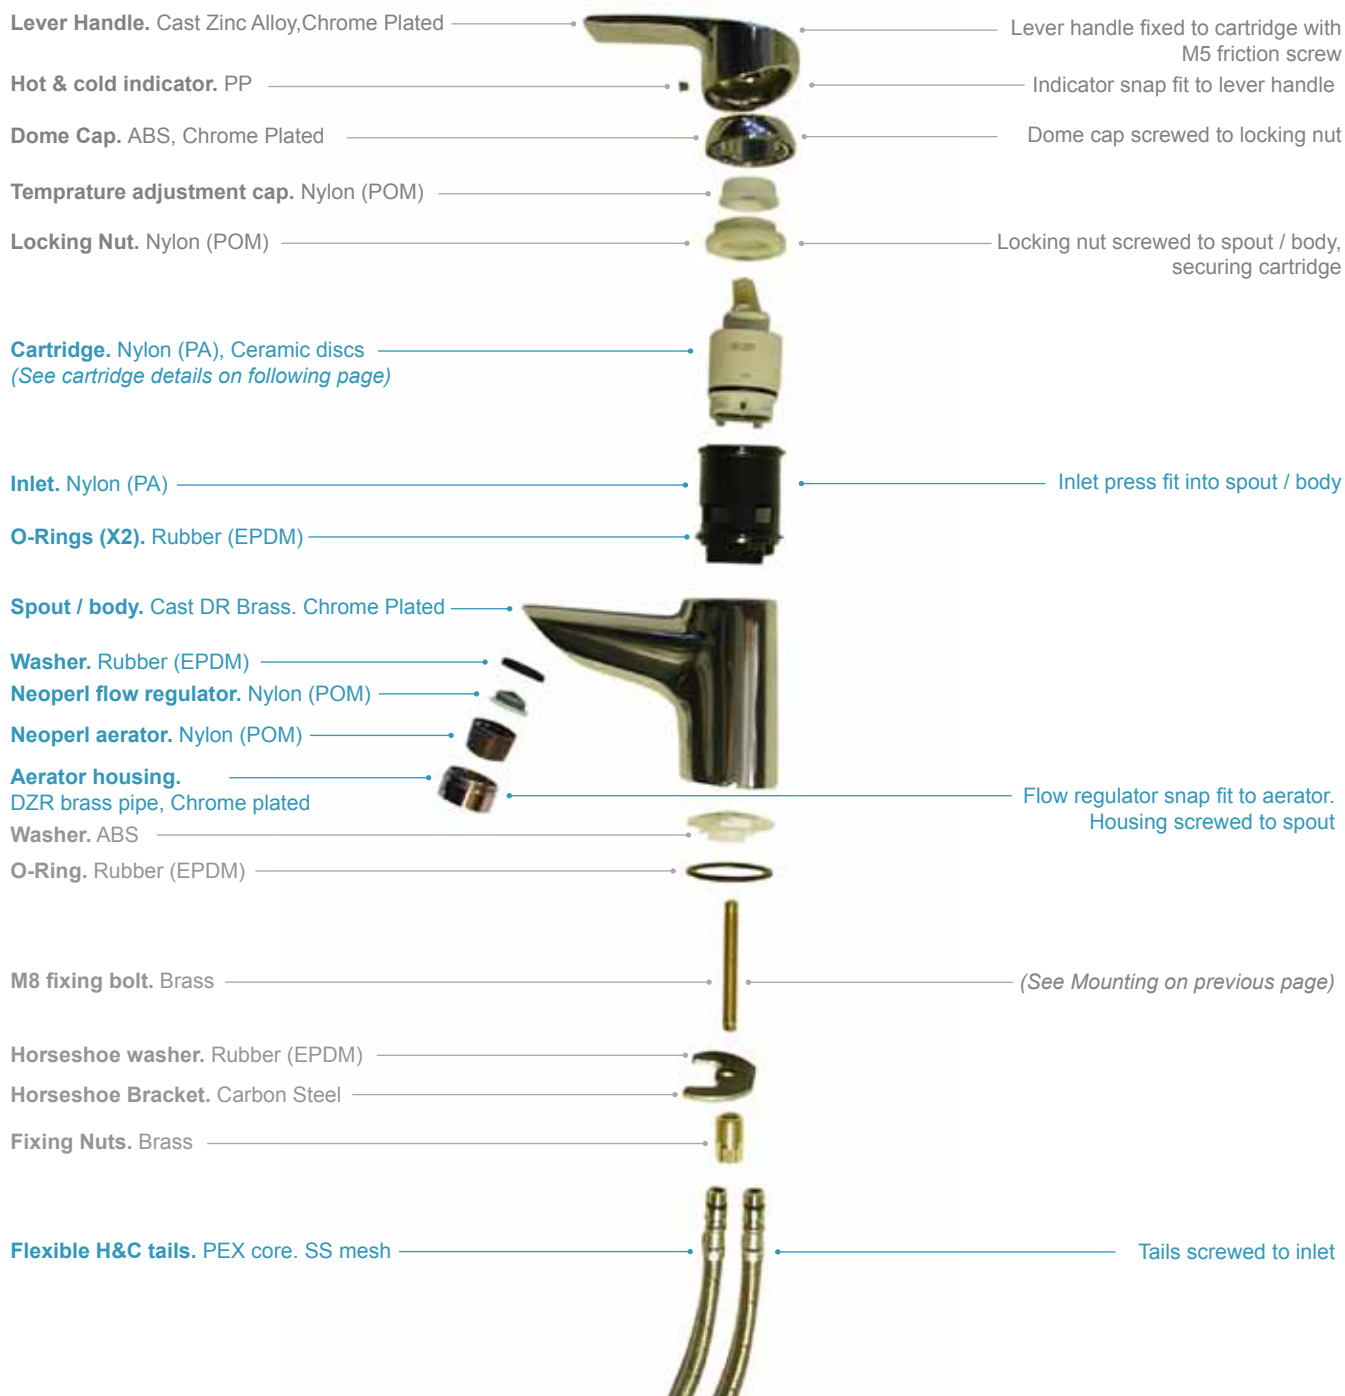 Lever Handle. Cast Zinc Alloy,Chrome Plated
Lever handle fixed to cartridge with
M5 friction screw
Hot & cold indicator. PP
Indicator snap fit to lever handle
Dome Cap. ABS, Chrome Plated
Dome cap screwed to locking nut
Temprature adjustment cap. Nylon (POM)
Locking Nut. Nylon (POM)
Locking nut screwed to spout / body,
securing cartridge
Cartridge. Nylon (PA), Ceramic discs
(See cartridge details on following page)
Inlet. Nylon (PA)
Inlet press fit into spout / body
O-Rings (X2). Rubber (EPDM)
Spout / body. Cast DR Brass. Chrome Plated
Washer. Rubber (EPDM)
Neoperl flow regulator. Nylon (POM)
Neoperl aerator. Nylon (POM)
Aerator housing.
DZR brass pipe, Chrome plated
Flow regulator snap fit to aerator.
Housing screwed to spout
Washer. ABS
O-Ring. Rubber (EPDM)
M8 fixing bolt. Brass
(See Mounting on previous page)
Horseshoe washer. Rubber (EPDM)
Horseshoe Bracket. Carbon Steel
Fixing Nuts. Brass
Flexible H&C tails. PEX core. SS mesh
Tails screwed to inlet